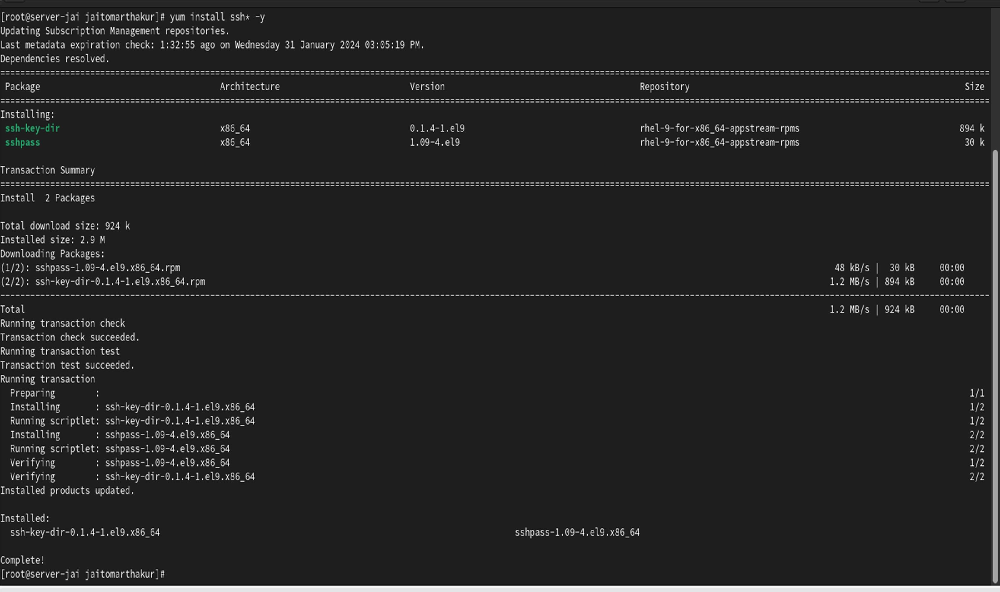 [root@server-jai jaitomarthakur]# yum install ssh* -y
Updating Subscription Management repositories.
Last metadata expiration check: 1:32:55 ago on Wednesday 31 January 2024 03:05:19 PM.
Dependencies resolved.
================================================================================
Package Architecture Version Repository Size
================================================================================
Installing:
ssh-key-dir x86_64 0.1.4-1.el9 rhel-9-for-x86_64-appstream-rpms 894 k
sshpass x86_64 1.09-4.el9 rhel-9-for-x86_64-appstream-rpms 30 k
Transaction Summary
================================================================================
Install  2 Packages
Total download size: 924 k
Installed size: 2.9 M
Downloading Packages:
(1/2): sshpass-1.09-4.el9.x86_64.rpm 48 kB/s | 30 kB 00:00
(2/2): ssh-key-dir-0.1.4-1.el9.x86_64.rpm 1.2 MB/s | 894 kB 00:00
--------------------------------------------------------------------------------
Total 1.2 MB/s | 924 kB 00:00
Running transaction check
Transaction check succeeded.
Running transaction test
Transaction test succeeded.
Running transaction
Preparing : 1/1
Installing : ssh-key-dir-0.1.4-1.el9.x86_64 1/2
Running scriptlet: ssh-key-dir-0.1.4-1.el9.x86_64 1/2
Installing : sshpass-1.09-4.el9.x86_64 2/2
Running scriptlet: sshpass-1.09-4.el9.x86_64 2/2
Verifying : sshpass-1.09-4.el9.x86_64 1/2
Verifying : ssh-key-dir-0.1.4-1.el9.x86_64 2/2
Installed products updated.
Installed:
ssh-key-dir-0.1.4-1.el9.x86_64 sshpass-1.09-4.el9.x86_64
Complete!
[root@server-jai jaitomarthakur]#